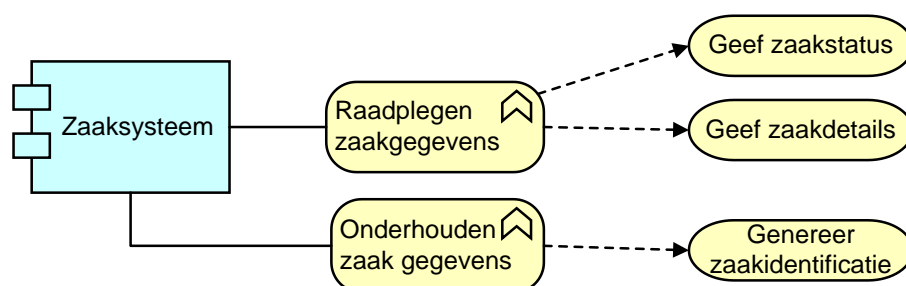 Geef zaakstatus
Zaaksysteem
Raadplegen
zaakgegevens
Geef zaakdetails
Onderhouden
zaak gegevens
Genereer
zaakidentificatie